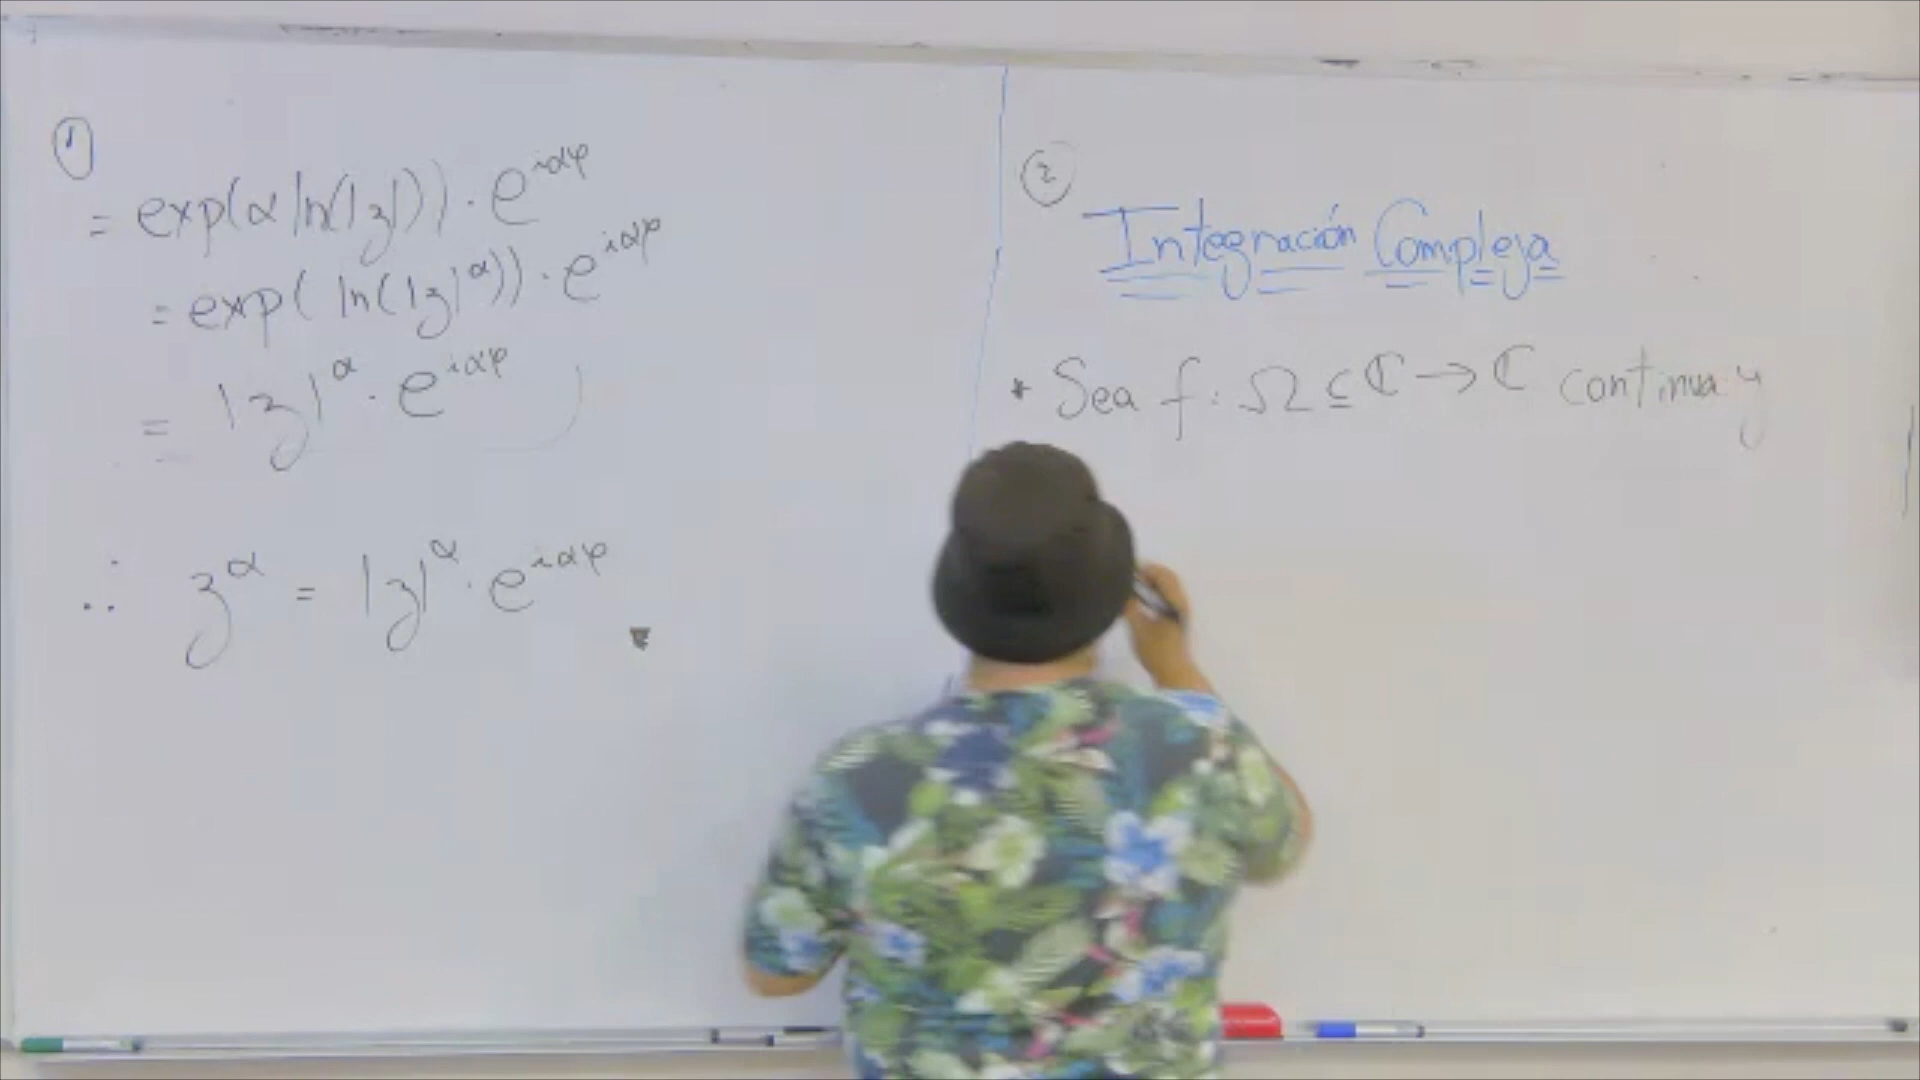 ①
= exp(α ln(|z|)) · e^{iαφ}
= exp( ln(|z|^α)) · e^{iαφ}
= |z|^α · e^{iαφ}
∴ z^α = |z|^α · e^{iαφ}
②
Integración Compleja
* Sea f: Ω ⊆ ℂ → ℂ continua y